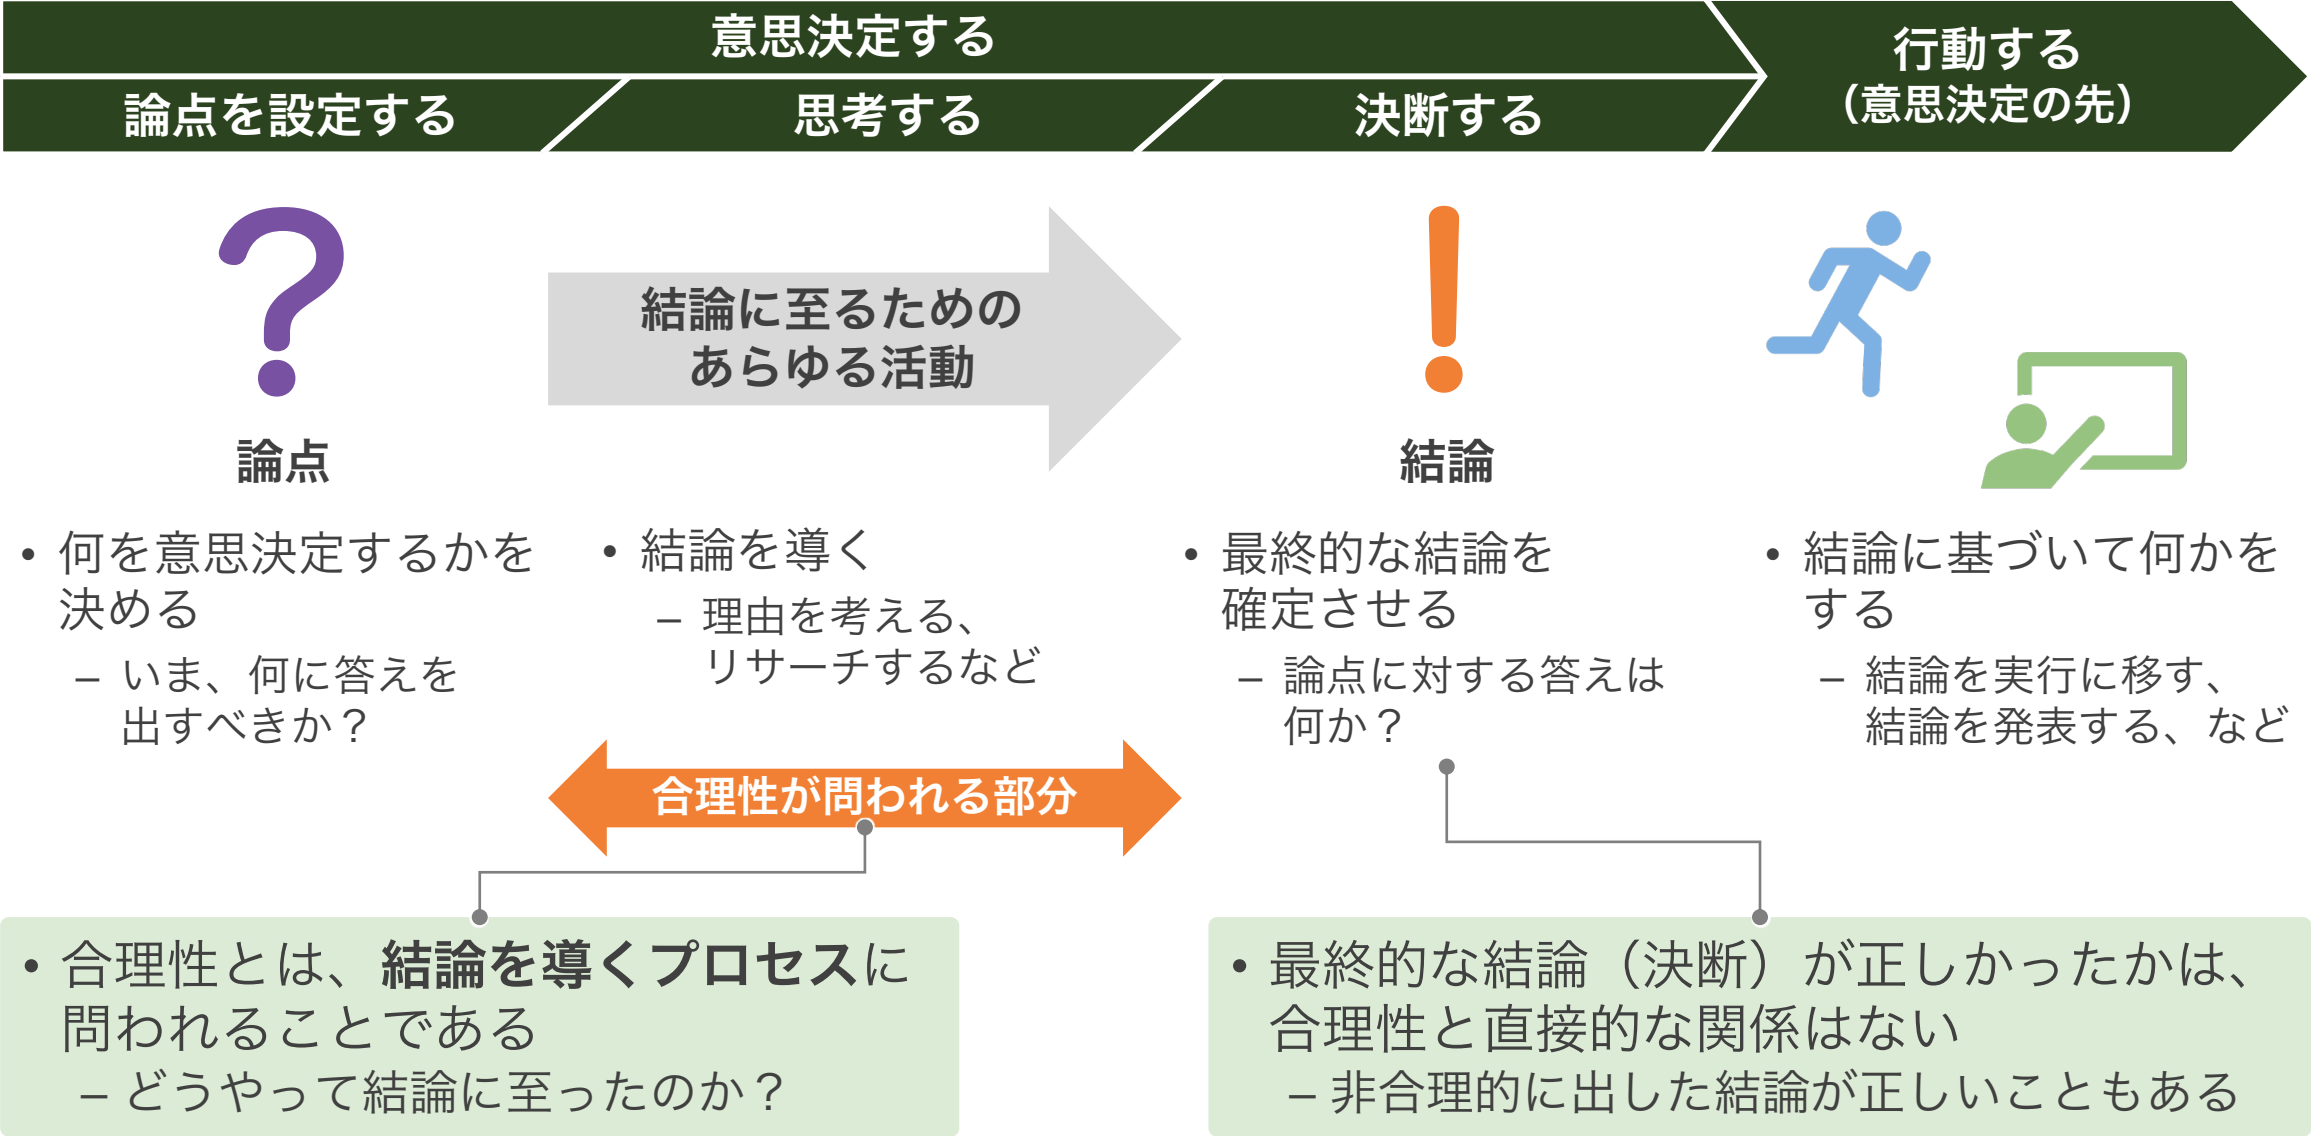 意思決定する
行動する
（意思決定の先）
論点を設定する
思考する
決断する
?
結論に至るための
あらゆる活動
!
論点
結論
• 何を意思決定するかを
決める
– いま、何に答えを
出すべきか？
• 結論を導く
– 理由を考える、
リサーチするなど
• 最終的な結論を
確定させる
– 論点に対する答えは
何か？
• 結論に基づいて何かを
する
– 結論を実行に移す、
結論を発表する、など
合理性が問われる部分
• 合理性とは、結論を導くプロセスに
問われることである
– どうやって結論に至ったのか？
• 最終的な結論（決断）が正しかったかは、
合理性と直接的な関係はない
– 非合理的に出した結論が正しいこともある